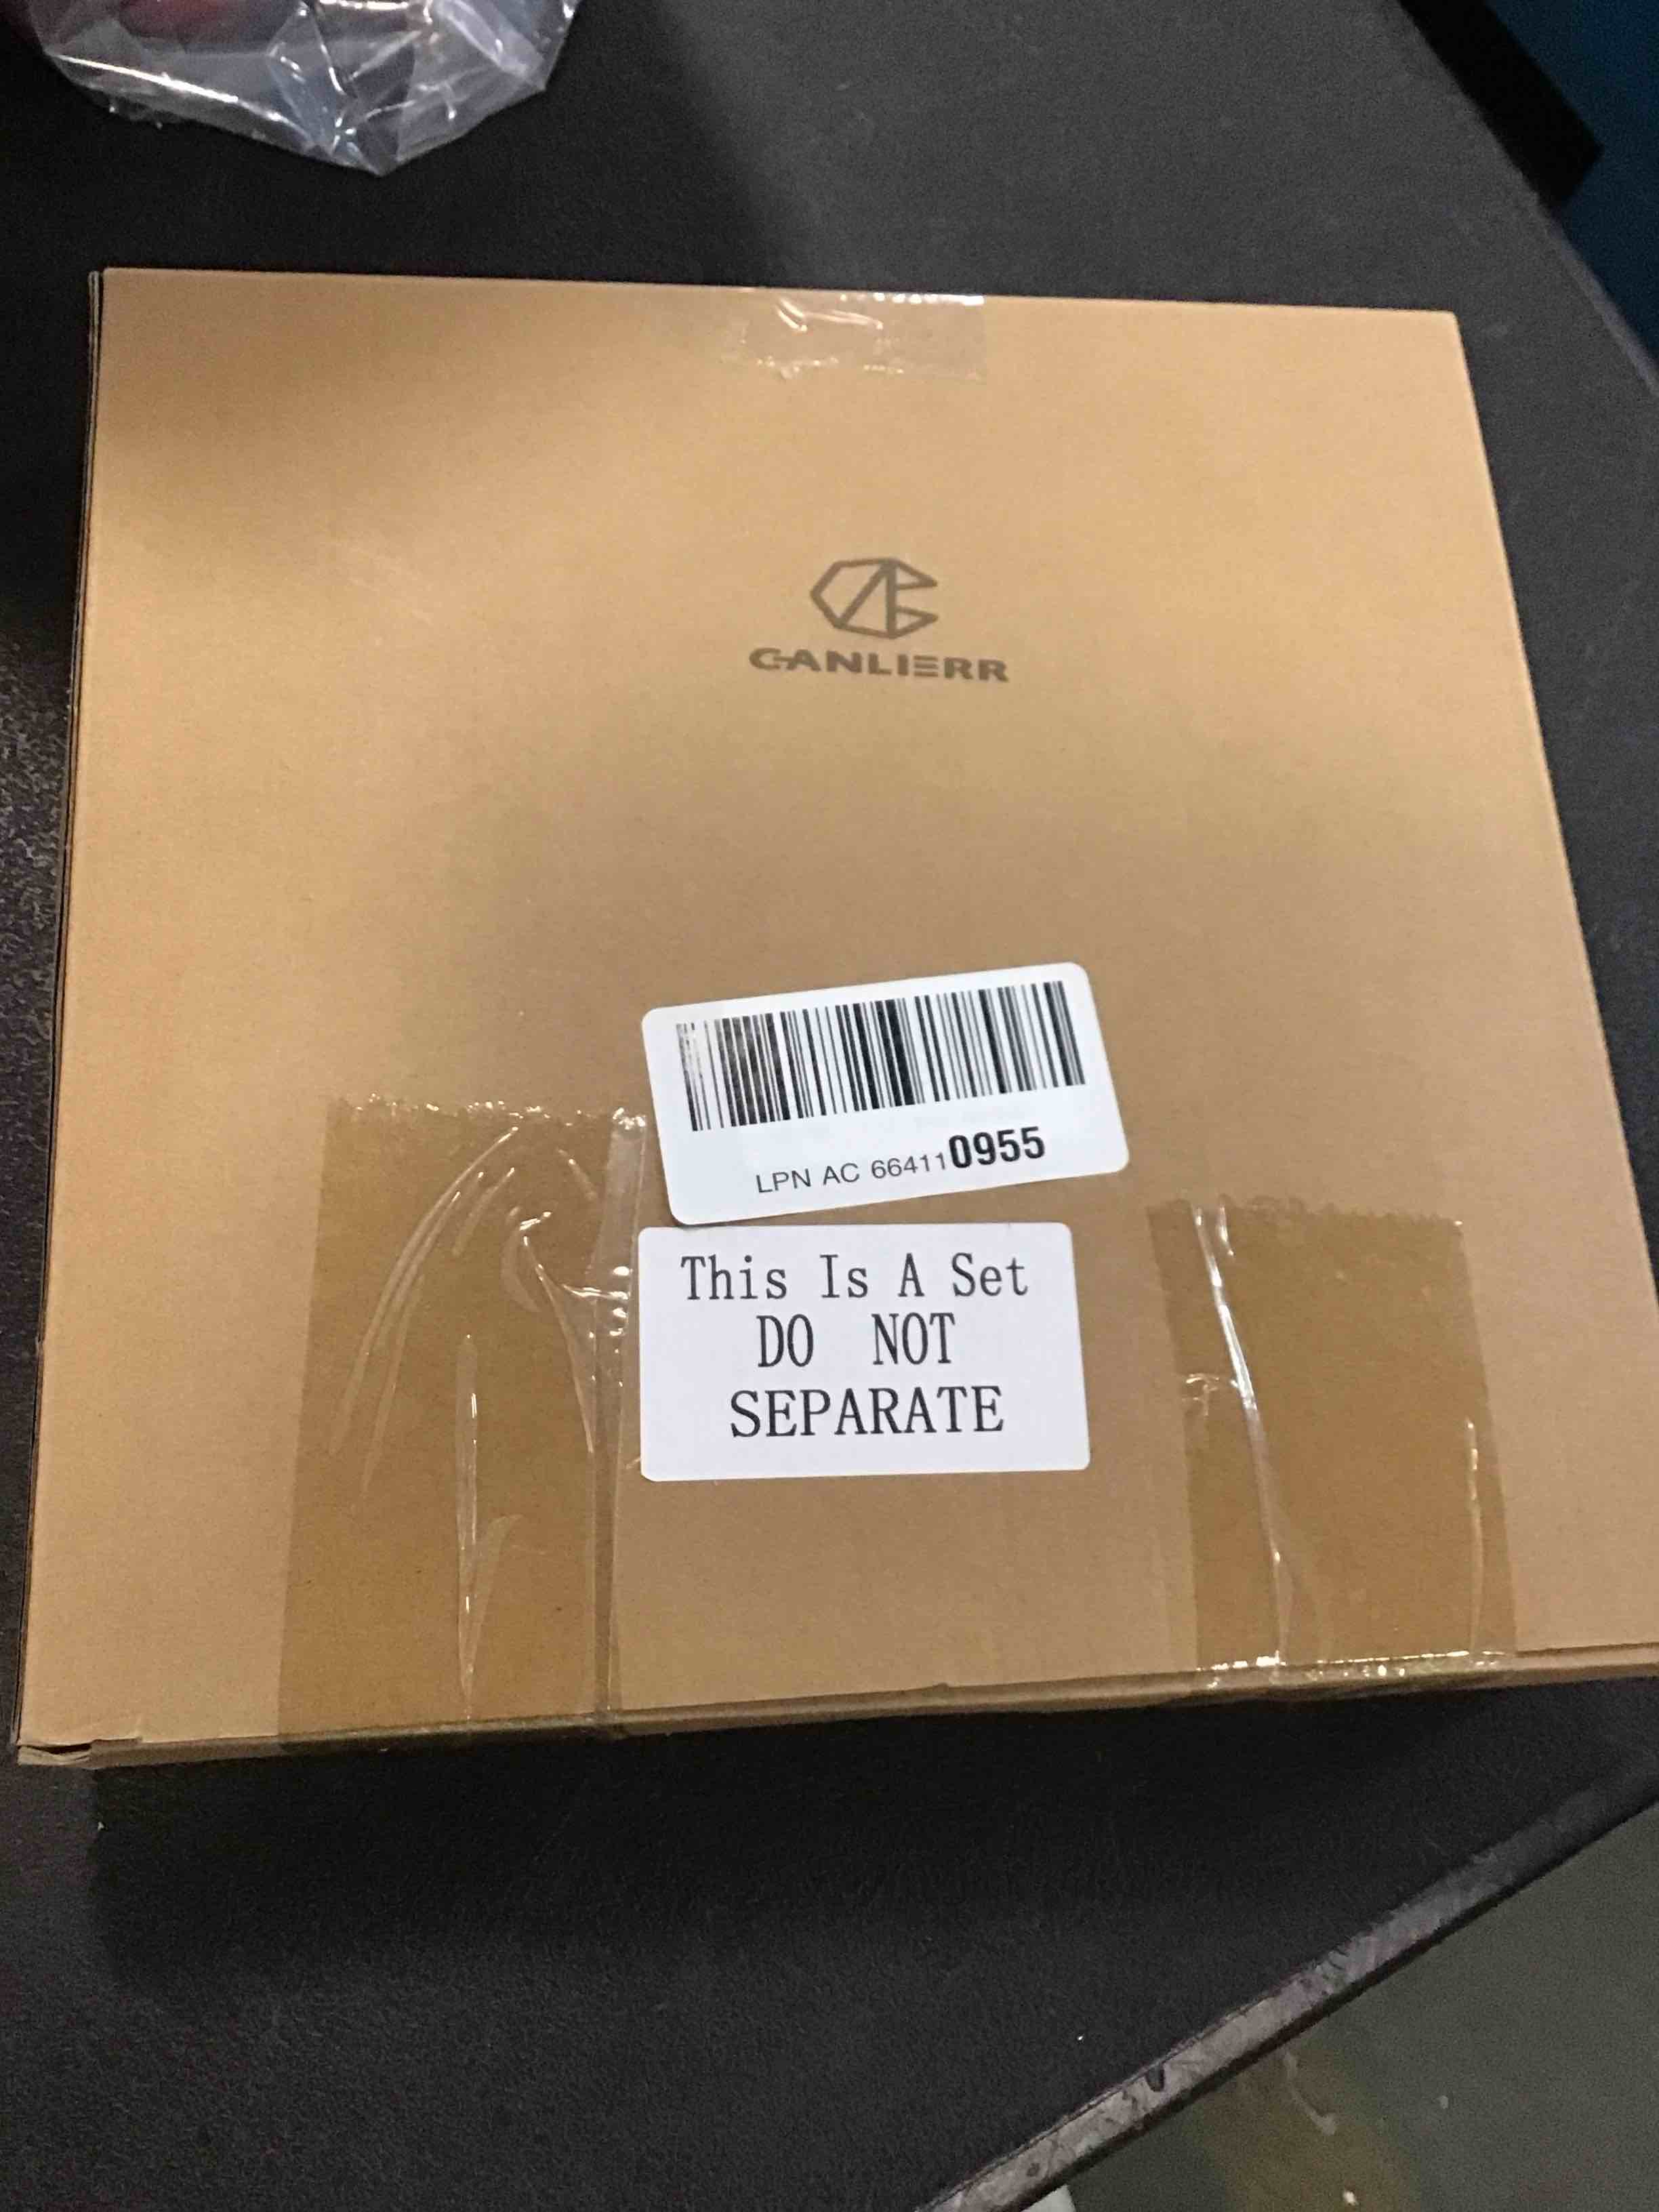 CANLIERR
LPN AC 664110955
This Is A Set
DO NOT
SEPARATE